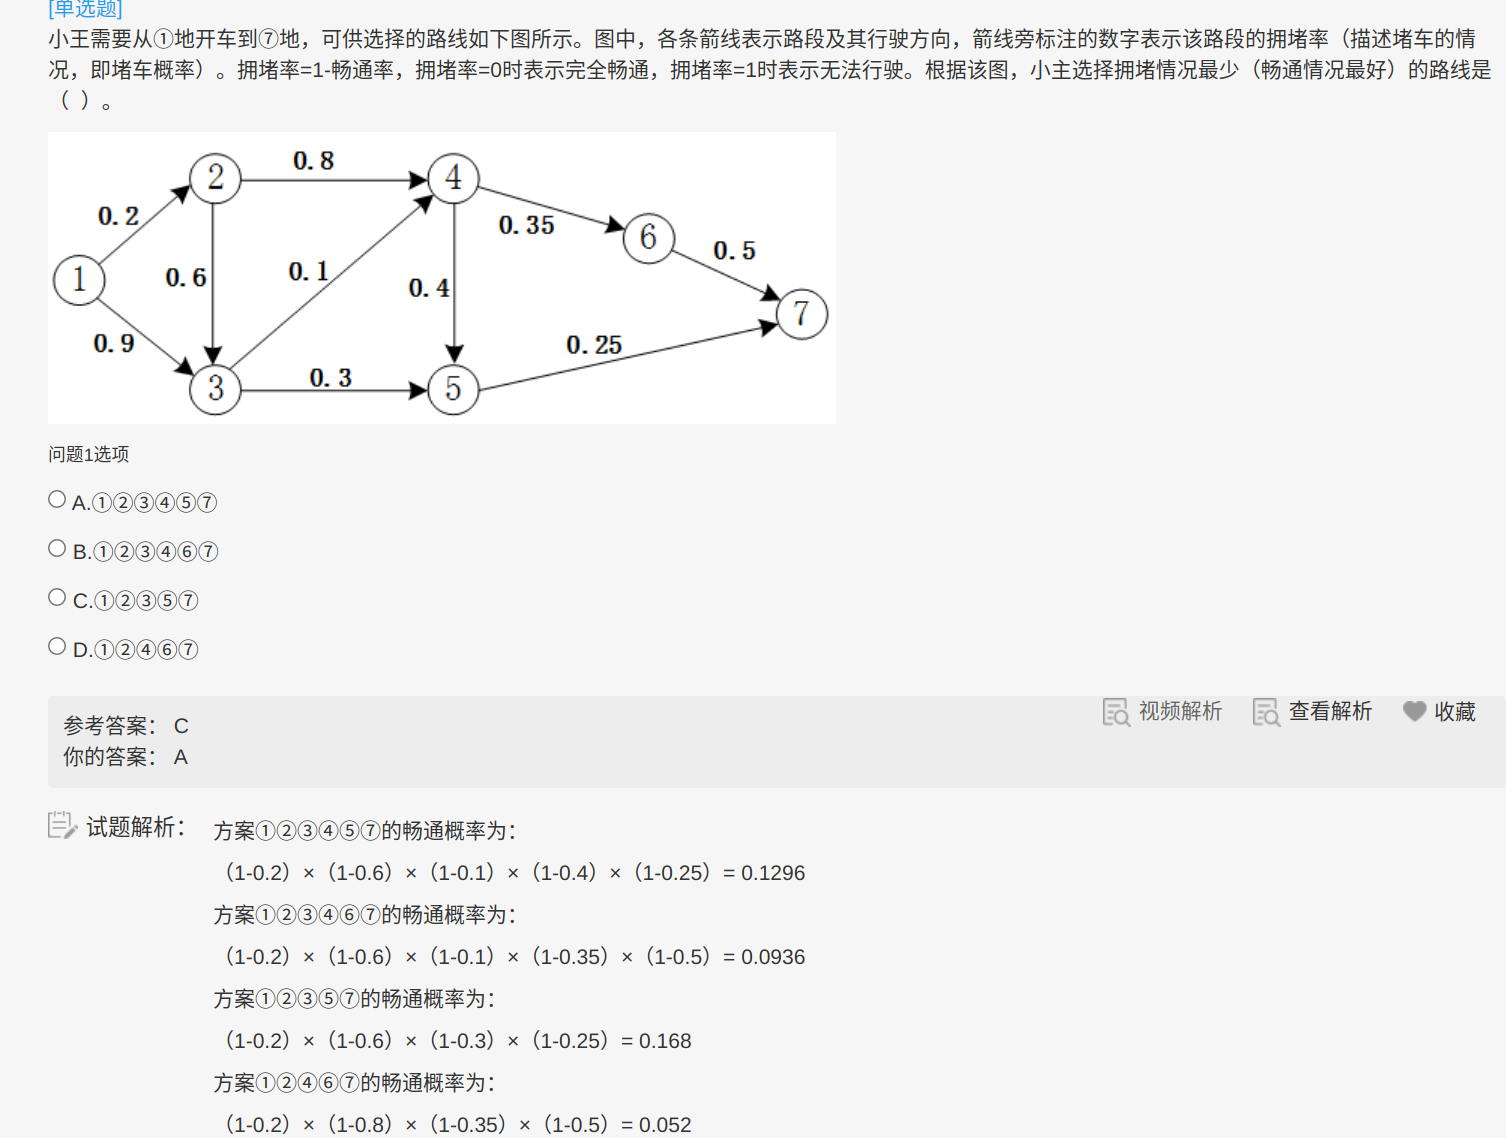 [单选题]
小王需要从①地开车到⑦地，可供选择的路线如下图所示。图中，各条箭线表示路段及其行驶方向，箭线旁标注的数字表示该路段的拥堵率（描述堵车的情
况，即堵车概率）。拥堵率=1-畅通率，拥堵率=0时表示完全畅通，拥堵率=1时表示无法行驶。根据该图，小主选择拥堵情况最少（畅通情况最好）的路线是
（ ）。
0.8
2
4
0.2
0.35
6
0.5
1
0.6
0.1
0.4
7
0.9
0.25
0.3
3
5
问题1选项
A.①②③④⑤⑦
B.①②③④⑥⑦
C.①②③⑤⑦
D.①②④⑥⑦
参考答案： C
你的答案： A
视频解析
查看解析
收藏
试题解析：
方案①②③④⑤⑦的畅通概率为：
（1-0.2）×（1-0.6）×（1-0.1）×（1-0.4）×（1-0.25）= 0.1296
方案①②③④⑥⑦的畅通概率为：
（1-0.2）×（1-0.6）×（1-0.1）×（1-0.35）×（1-0.5）= 0.0936
方案①②③⑤⑦的畅通概率为：
（1-0.2）×（1-0.6）×（1-0.3）×（1-0.25）= 0.168
方案①②④⑥⑦的畅通概率为：
（1-0.2）×（1-0.8）×（1-0.35）×（1-0.5）= 0.052